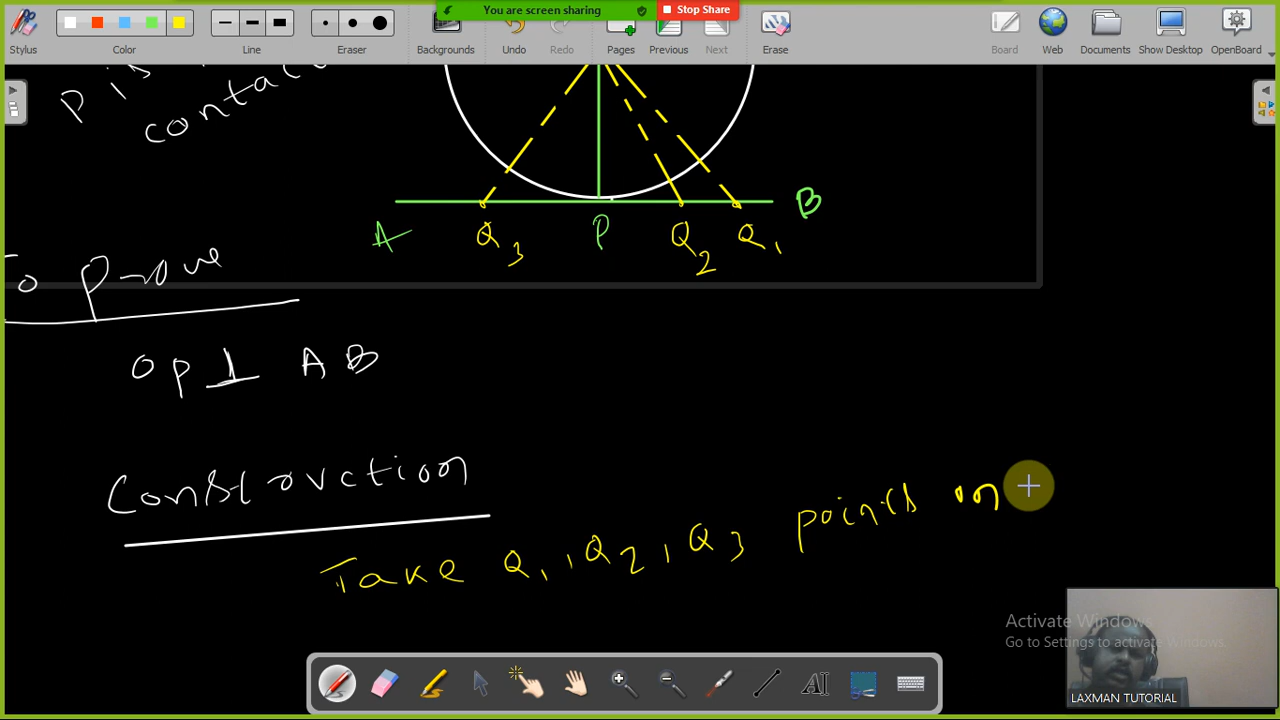 You are screen sharing Stop Share
Stylus Color Line Eraser Backgrounds Undo Redo Pages Previous Next Erase Board Web Documents Show Desktop OpenBoard
P is
contac
A Q3 P Q2 Q1 B
To Prove
OP ⊥ AB
Construction
Take Q1, Q2, Q3 points on
Activate Windows
Go to Settings to activate Windows.
LAXMAN TUTORIAL